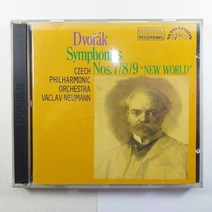 Dvořák
Symphonies
Nos. 7/8/9 "NEW WORLD"
CZECH
PHILHARMONIC
ORCHESTRA
VACLAV NEUMANN